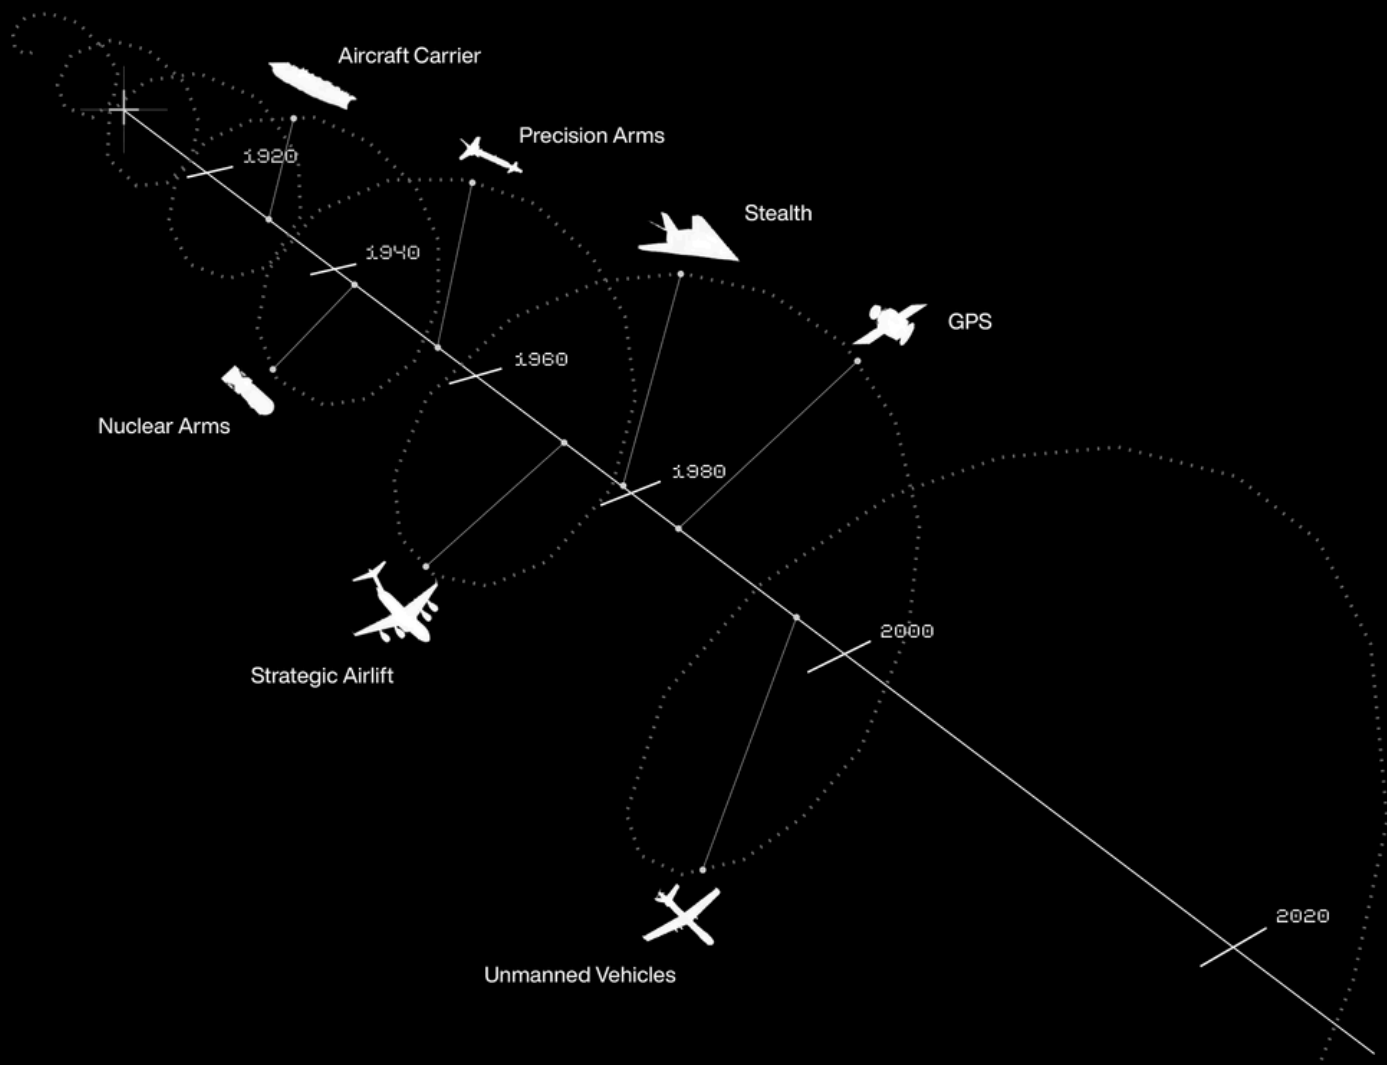 Aircraft Carrier
Precision Arms
1920
Stealth
1940
GPS
1960
Nuclear Arms
1980
2000
Strategic Airlift
2020
Unmanned Vehicles